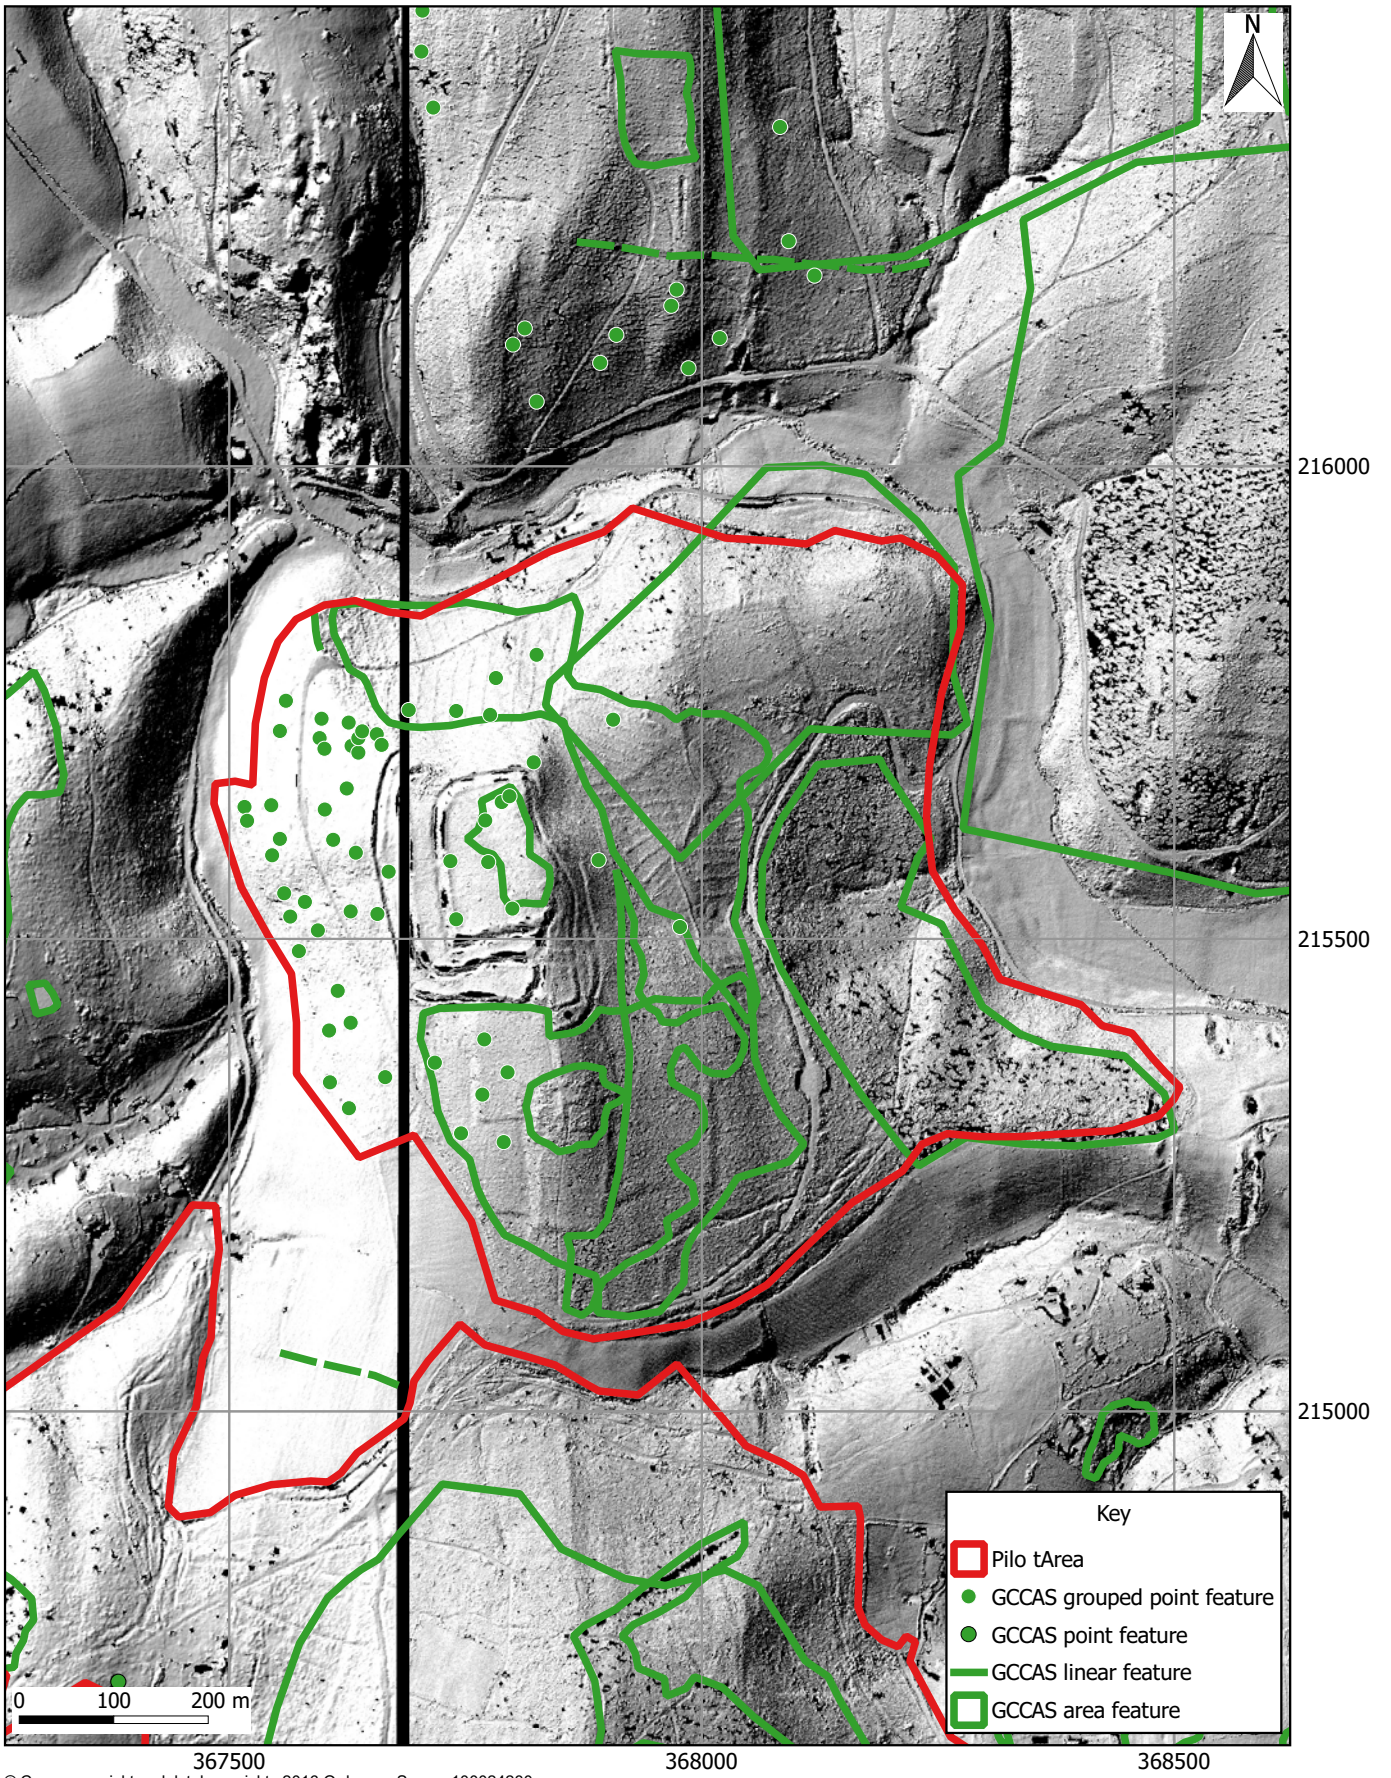 N
216000
215500
215000
Key
Pilo tArea
GCCAS grouped point feature
GCCAS point feature
GCCAS linear feature
GCCAS area feature
0 100 200 m
367500 368000 368500